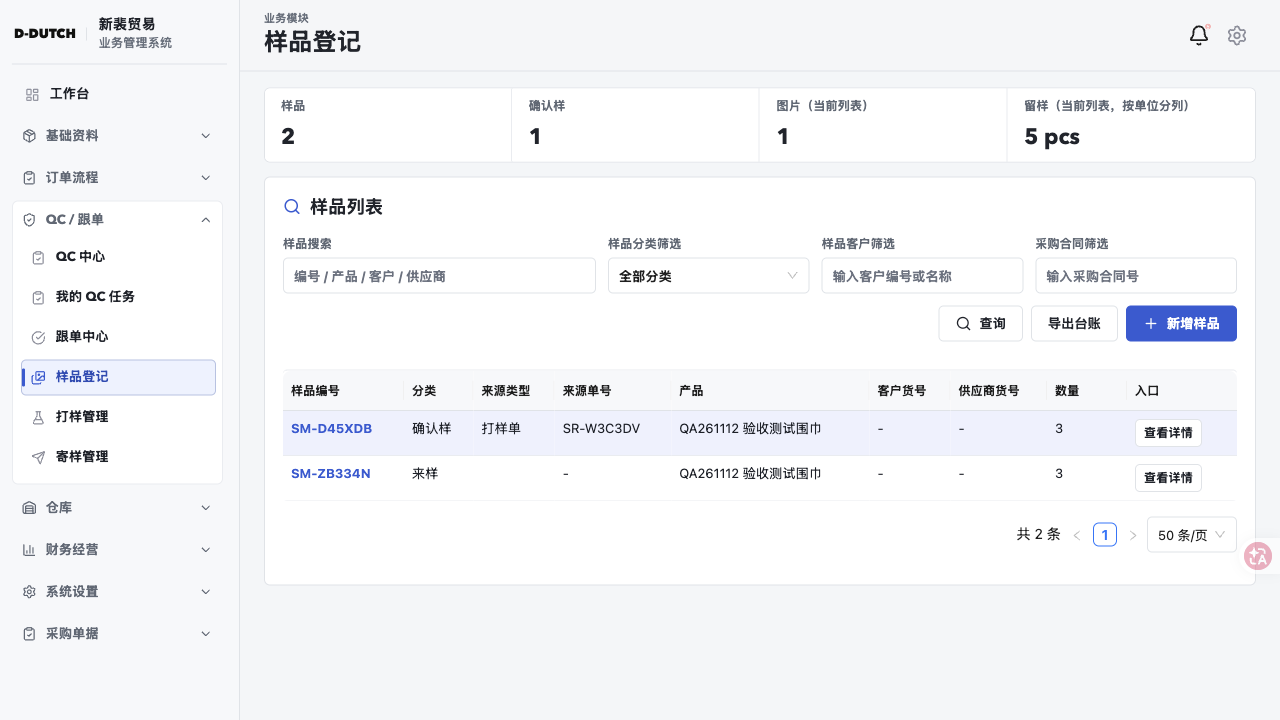 D-DUTCH
新裴贸易
业务管理系统
工作台
基础资料
订单流程
QC / 跟单
QC 中心
我的 QC 任务
跟单中心
样品登记
打样管理
寄样管理
仓库
财务经营
系统设置
采购单据
业务模块
样品登记
样品
2
确认样
1
图片（当前列表）
1
留样（当前列表，按单位分列）
5 pcs
样品列表
样品搜索
样品分类筛选
样品客户筛选
采购合同筛选
编号 / 产品 / 客户 / 供应商
全部分类
输入客户编号或名称
输入采购合同号
查询
导出台账
新增样品
样品编号 分类 来源类型 来源单号 产品 客户货号 供应商货号 数量 入口
SM-D45XDB 确认样 打样单 SR-W3C3DV QA261112 验收测试围巾 - - 3 查看详情
SM-ZB334N 来样 - QA261112 验收测试围巾 - - 3 查看详情
共 2 条
1
50 条/页